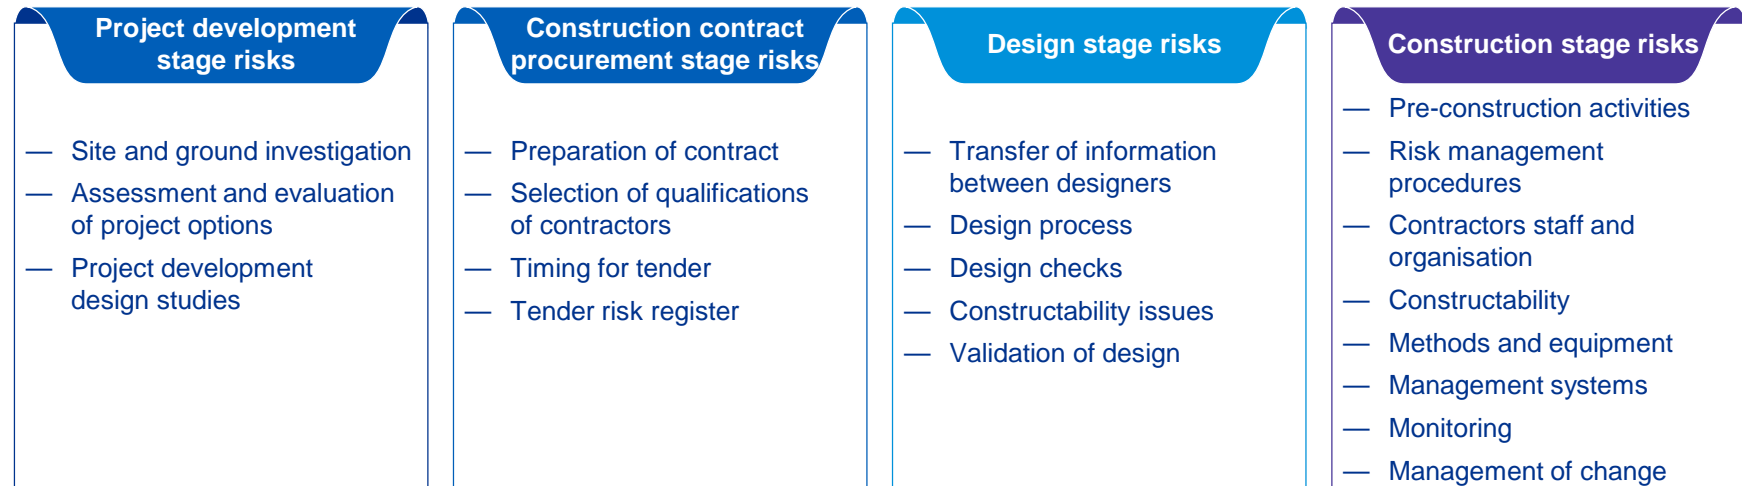 Project development
stage risks
— Site and ground investigation
— Assessment and evaluation
of project options
— Project development
design studies
Construction contract
procurement stage risks
— Preparation of contract
— Selection of qualifications
of contractors
— Timing for tender
— Tender risk register
Design stage risks
— Transfer of information
between designers
— Design process
— Design checks
— Constructability issues
— Validation of design
Construction stage risks
— Pre-construction activities
— Risk management
procedures
— Contractors staff and
organisation
— Constructability
— Methods and equipment
— Management systems
— Monitoring
— Management of change